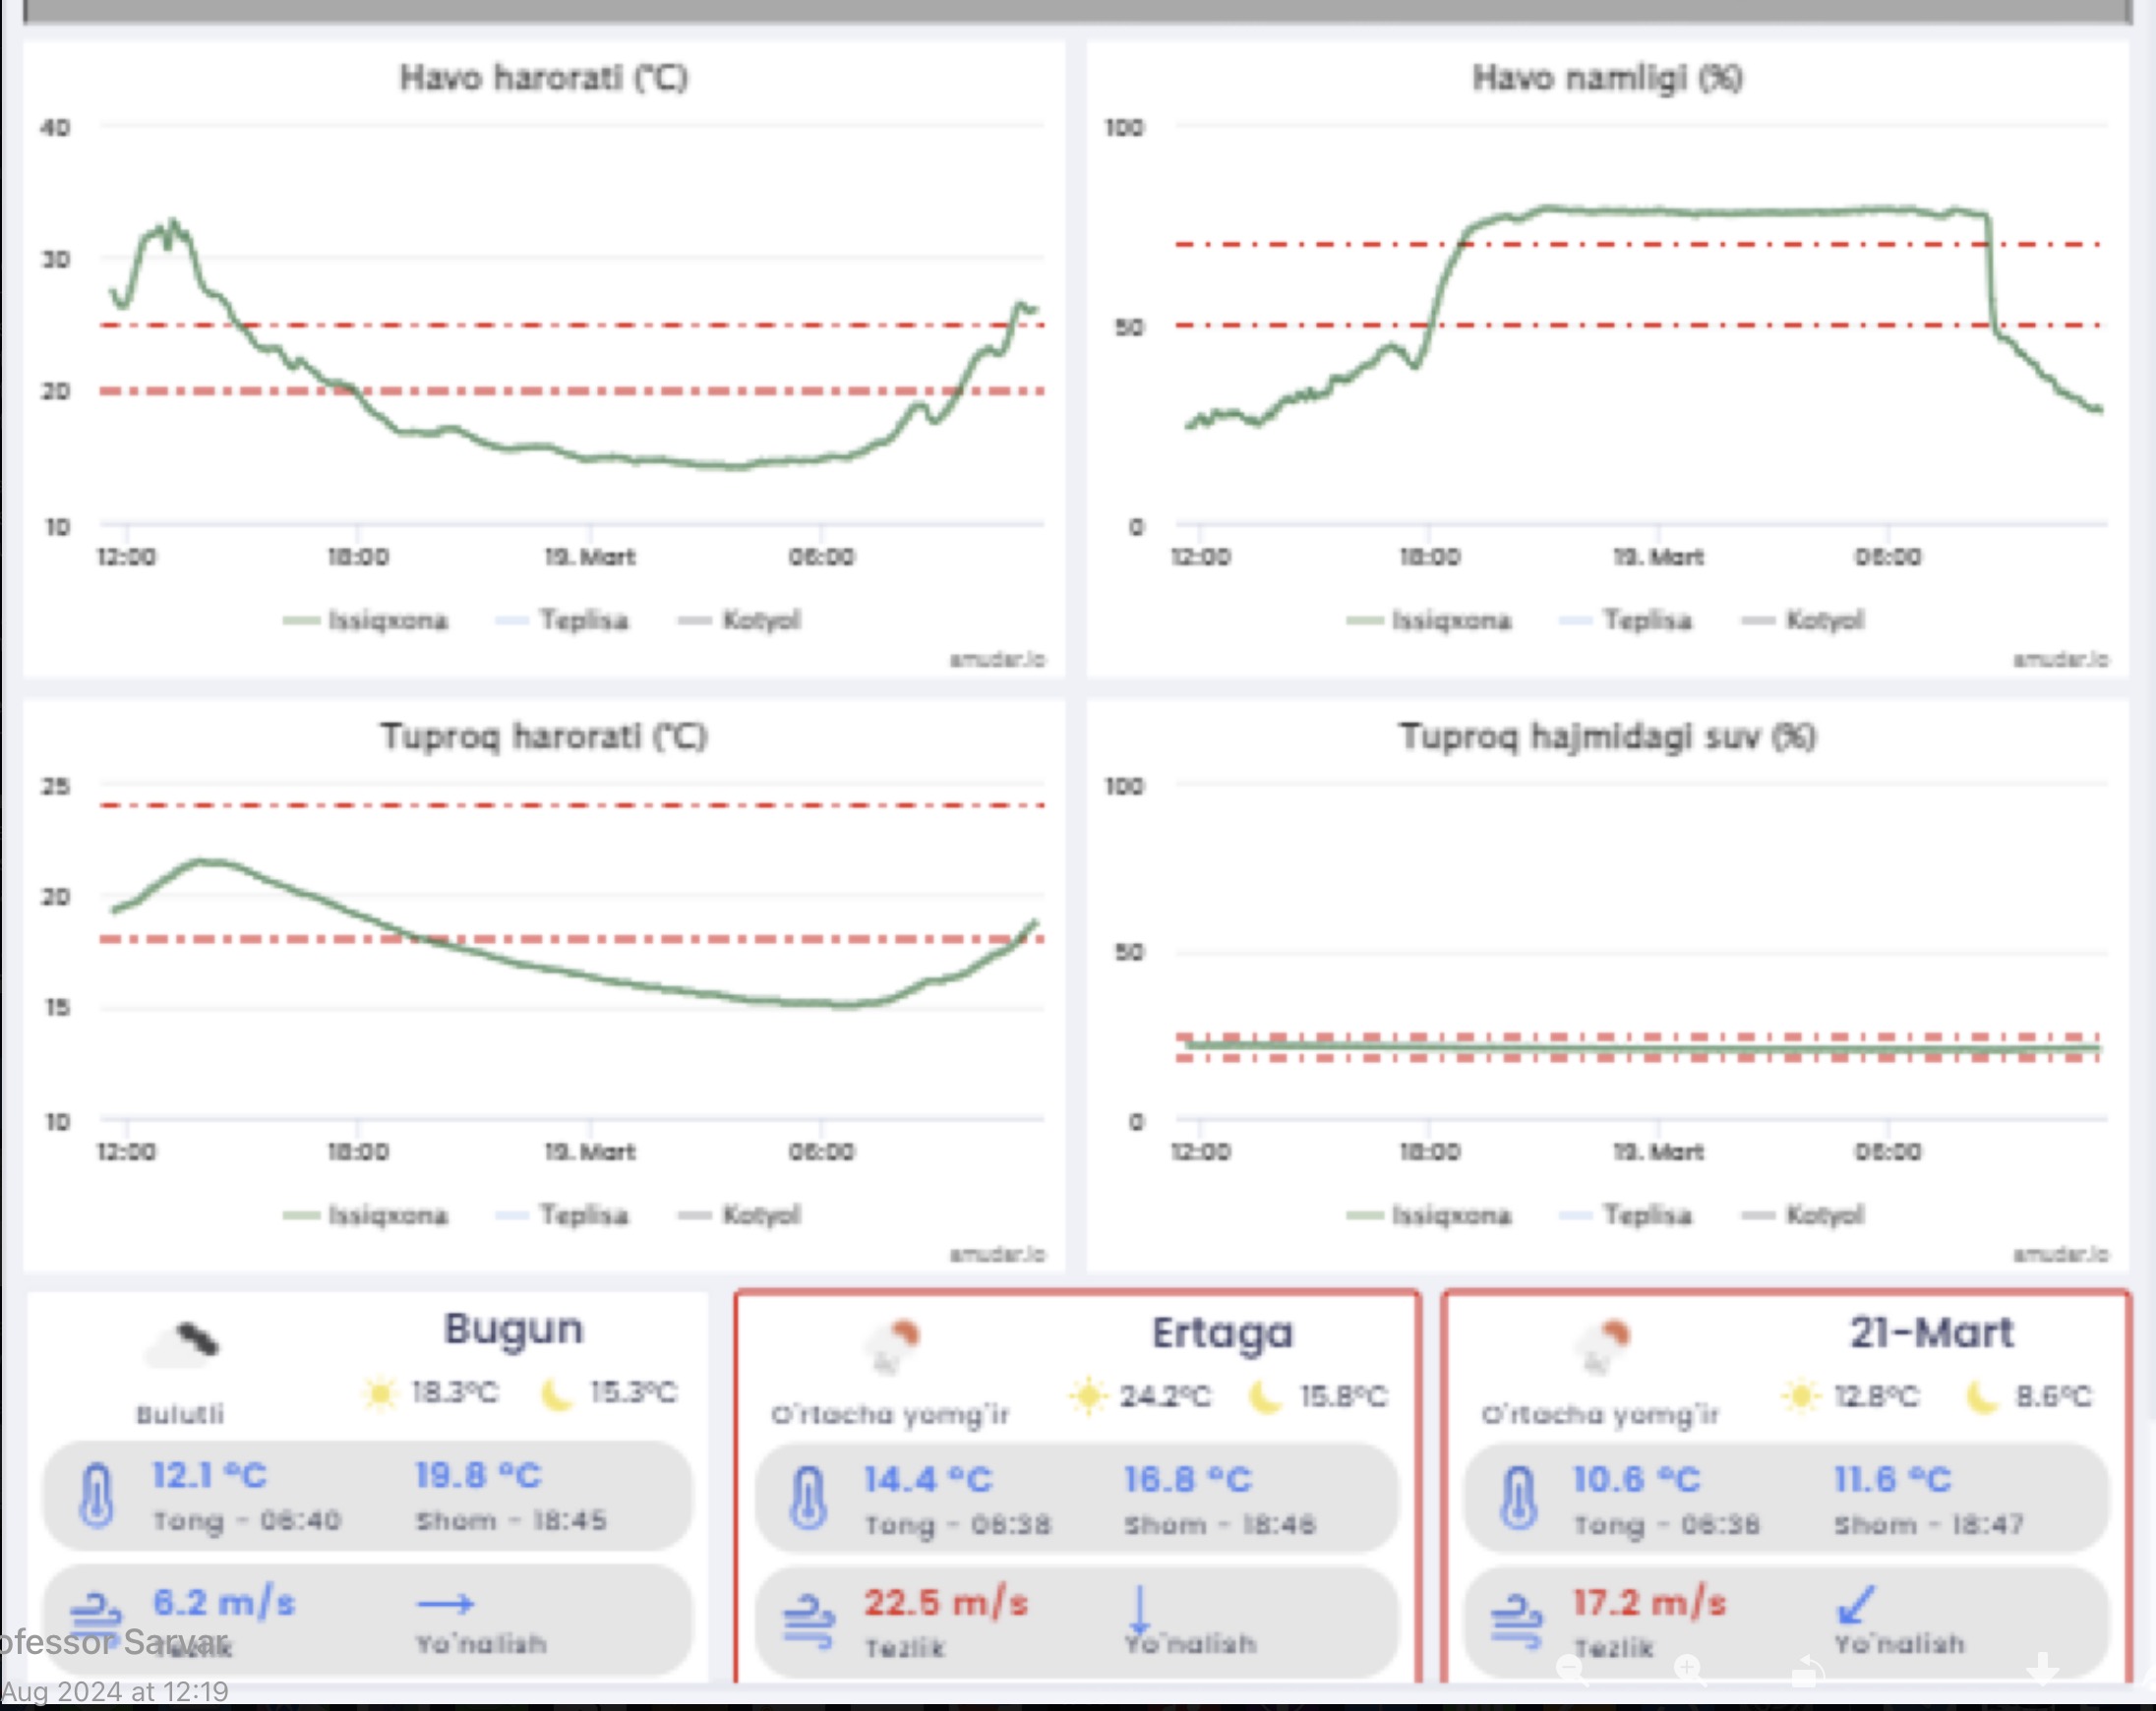 Havo harorati (°C)
40
30
20
10
12:00 18:00 19. Mart 06:00
Issiqxona Teplisa Kotyol
amudar.io
Havo namligi (%)
100
50
0
12:00 18:00 19. Mart 06:00
Issiqxona Teplisa Kotyol
amudar.io
Tuproq harorati (°C)
25
20
15
10
12:00 18:00 19. Mart 06:00
Issiqxona Teplisa Kotyol
amudar.io
Tuproq hajmidagi suv (%)
100
50
0
12:00 18:00 19. Mart 06:00
Issiqxona Teplisa Kotyol
amudar.io
Bugun
18.3°C 15.3°C
Bulutli
12.1 °C 19.8 °C
Tong - 06:40 Shom - 18:45
6.2 m/s
Tezlik Yo'nalish
Ertaga
24.2°C 15.8°C
O'rtacha yomg'ir
14.4 °C 16.8 °C
Tong - 06:38 Shom - 18:46
22.5 m/s
Tezlik Yo'nalish
21-Mart
12.8°C 8.6°C
O'rtacha yomg'ir
10.6 °C 11.6 °C
Tong - 06:36 Shom - 18:47
17.2 m/s
Tezlik Yo'nalish
ofessor Sarvar
Aug 2024 at 12:19